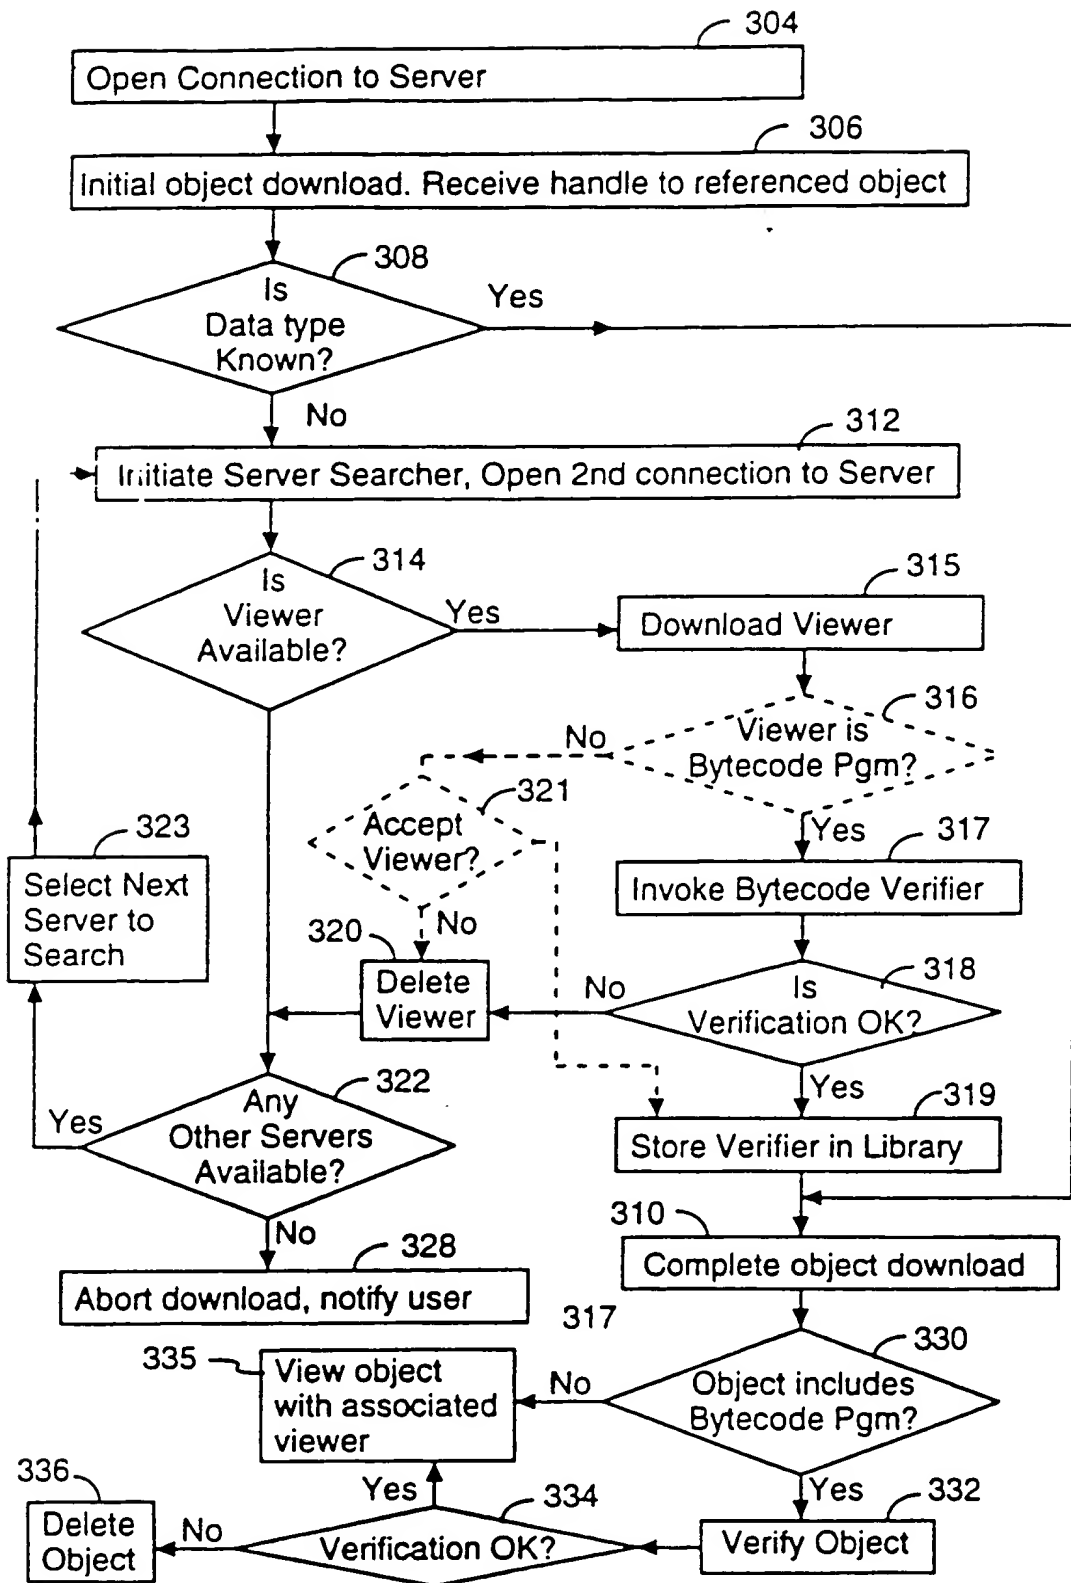 304
Open Connection to Server
306
Initial object download. Receive handle to referenced object
308
Is
Data type
Known?
Yes
No
312
Initiate Server Searcher, Open 2nd connection to Server
314
Is
Viewer
Available?
Yes
315
Download Viewer
316
Viewer is
Bytecode Pgm?
No
Yes
321
Accept
Viewer?
No
323
Select Next
Server to
Search
317
Invoke Bytecode Verifier
320
Delete
Viewer
318
Is
Verification OK?
No
Yes
322
Any
Other Servers
Available?
Yes
No
319
Store Verifier in Library
310
Complete object download
328
Abort download, notify user
317
330
Object includes
Bytecode Pgm?
No
Yes
335
View object
with associated
viewer
332
Verify Object
334
Verification OK?
Yes
No
336
Delete
Object